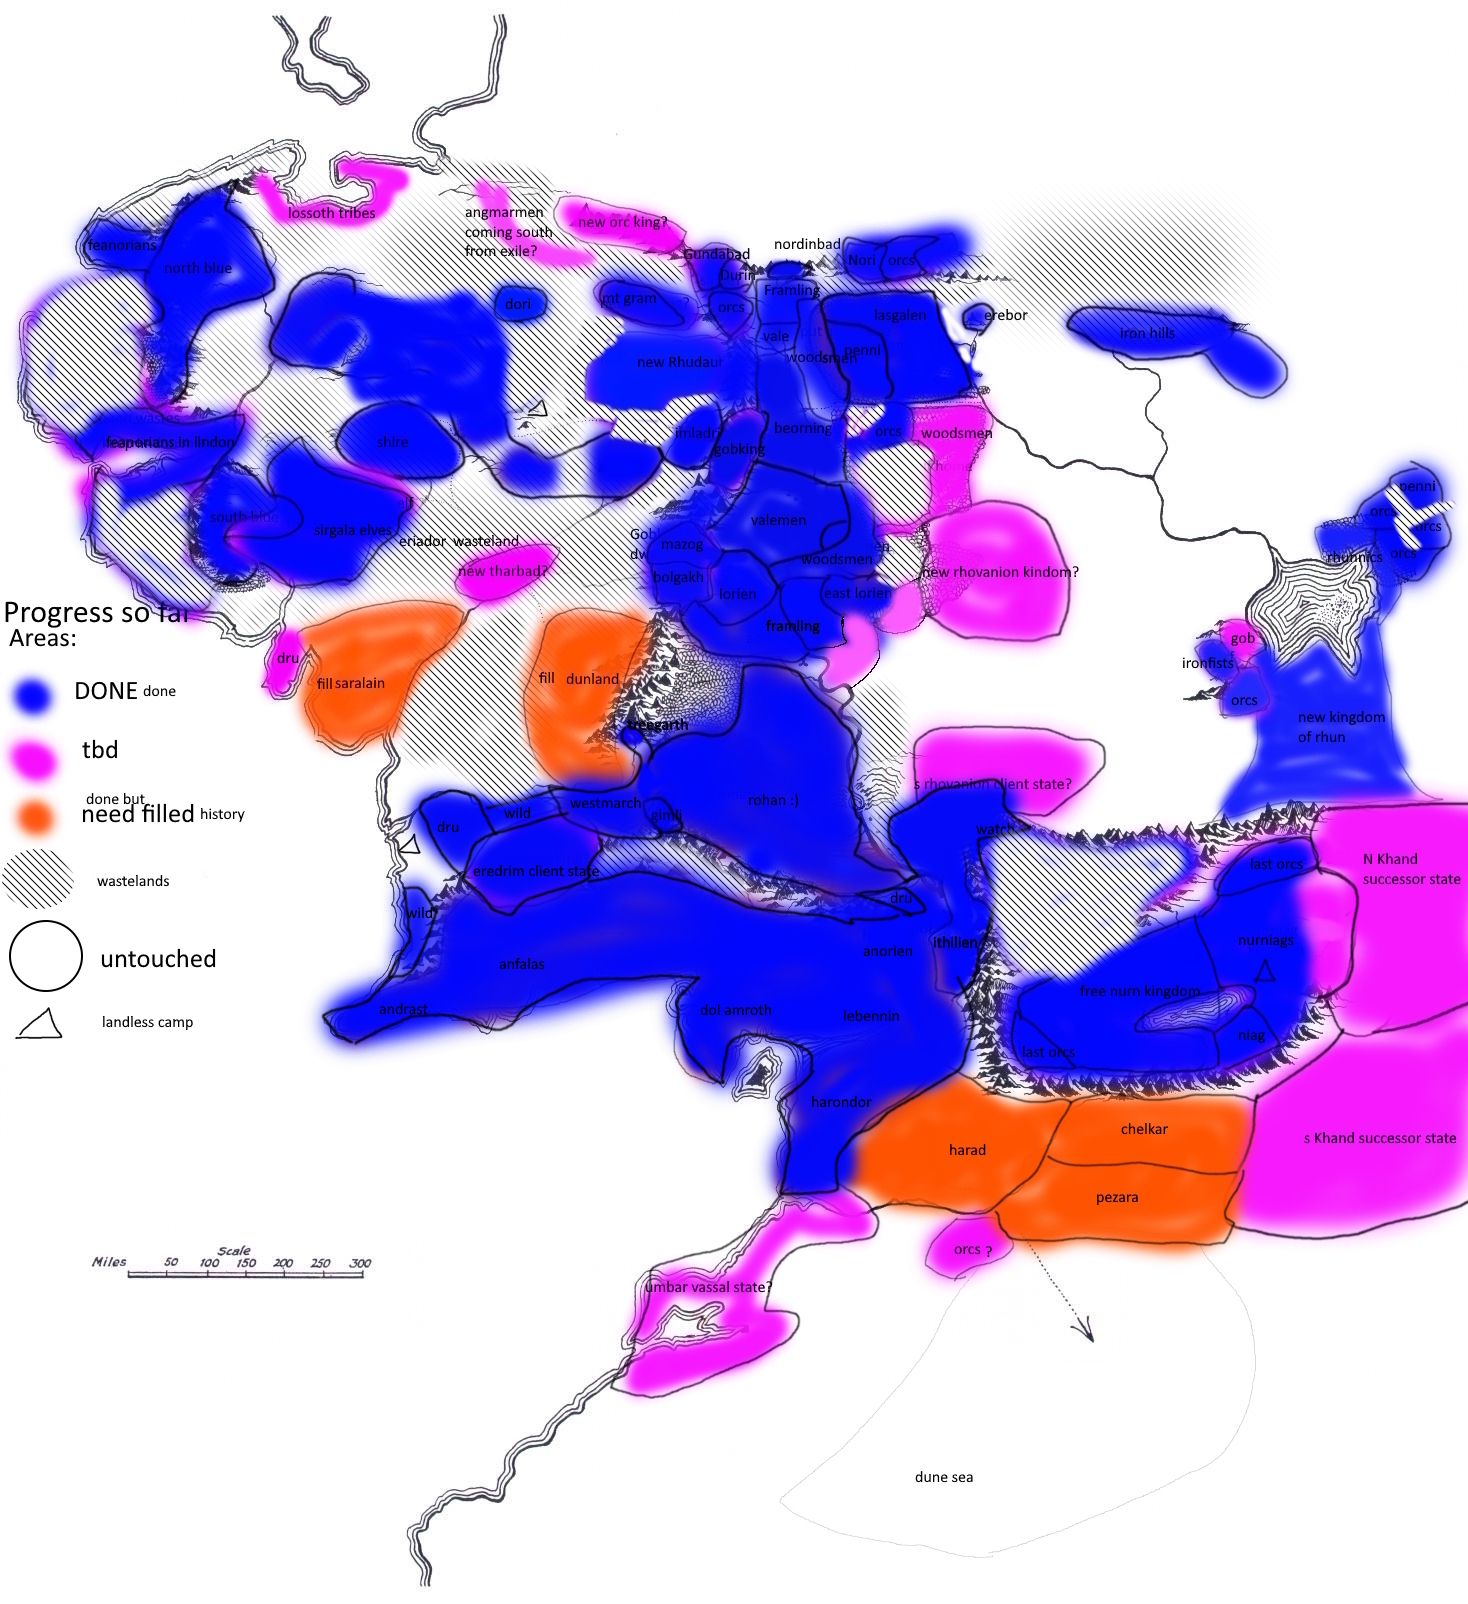 lossoth tribes
angmarmen
coming south
from exile?
new orc king?
feanorians
north blue
Gundabad
Durin
nordinbad
Nori
orcs
dori
mt gram
?
orcs
Framling
lasgalen
erebor
iron hills
vale
woodsmen
penni
new Rhudaur
feanorians in lindon
shire
imladri
gobking
beorning
orcs
woodsmen
south blue
sirgala elves
elf
eriador wasteland
valemen
woodsmen
en
penni
orcs
orcs
orcs
rhunnics
Gob
dw
mazog
bolgakh
lorien
east lorien
new rhovanion kindom?
new tharbad?
framling
Progress so far
Areas:
DONE done
tbd
done but
need filled history
wastelands
untouched
landless camp
dru
fill saralain
fill dunland
treegarth
gob
ironfists
orcs
new kingdom
of rhun
s rhovanion client state?
rohan :)
westmarch
gimli
wild
dru
watch
eredrim client state
wild
dru
last orcs
N Khand
successor state
anfalas
anorien
ithilien
nurniags
andrast
dol amroth
lebennin
free nurn kingdom
niag
last orcs
harondor
harad
chelkar
pezara
s Khand successor state
orcs ?
umbar vassal state?
Scale
Miles 50 100 150 200 250 300
dune sea